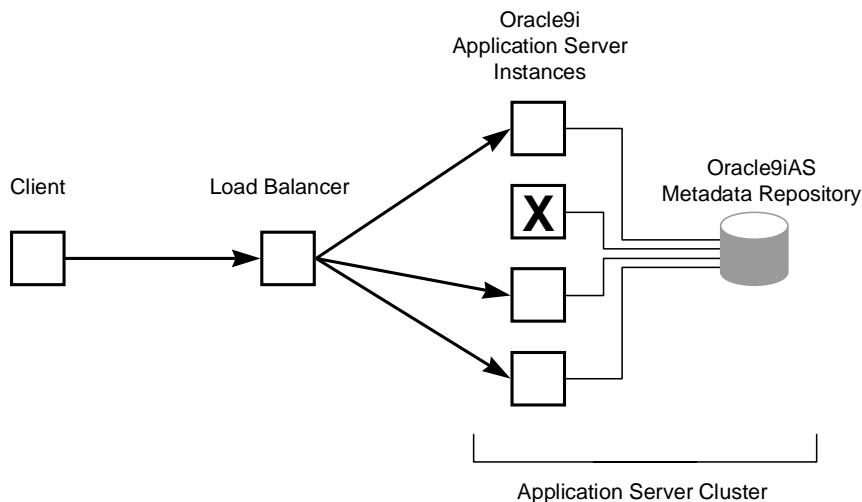 Oracle9i
Application Server
Instances
Client
Load Balancer
Oracle9iAS
Metadata Repository
X
Application Server Cluster